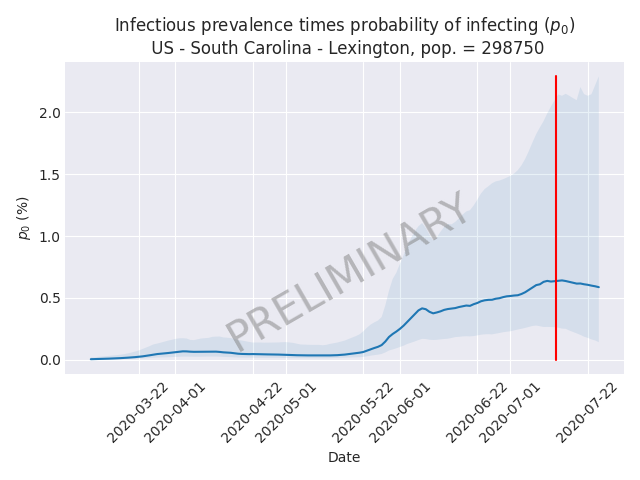 Infectious prevalence times probability of infecting (p₀)
US - South Carolina - Lexington, pop. = 298750
2.0
1.5
1.0
0.5
0.0
p₀ (%)
PRELIMINARY
2020-03-22
2020-04-01
2020-04-22
2020-05-01
2020-05-22
2020-06-01
2020-06-22
2020-07-01
2020-07-22
Date